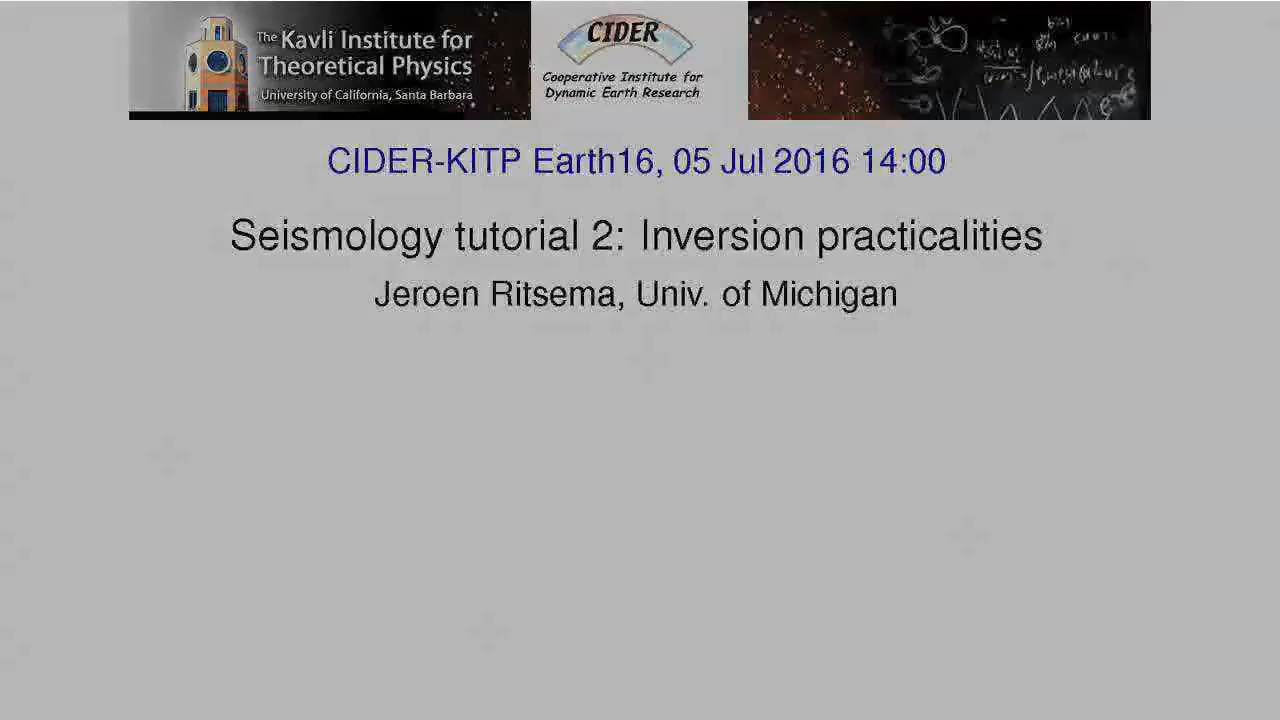 The Kavli Institute for
Theoretical Physics
University of California, Santa Barbara
CIDER
Cooperative Institute for
Dynamic Earth Research
CIDER-KITP Earth16, 05 Jul 2016 14:00
Seismology tutorial 2: Inversion practicalities
Jeroen Ritsema, Univ. of Michigan